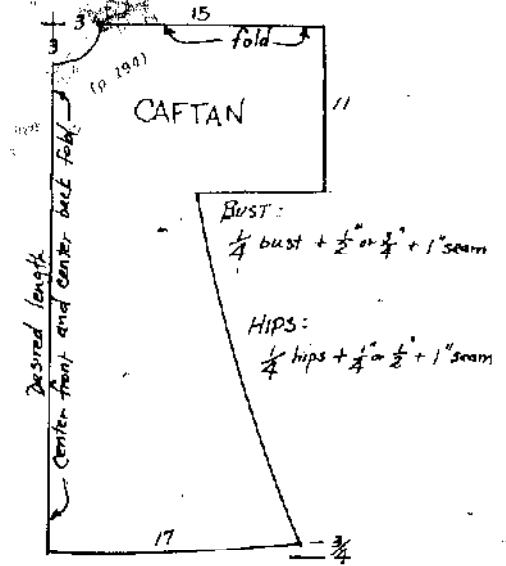 15
3
fold
3
(p 194)
CAFTAN
11
Desired length
Center front and center back fold
BUST:
1/4 bust + 1/2" or 3/4" + 1" seam
HIPS:
1/4 hips + 1/4" or 1/2" + 1" seam
17
3/4